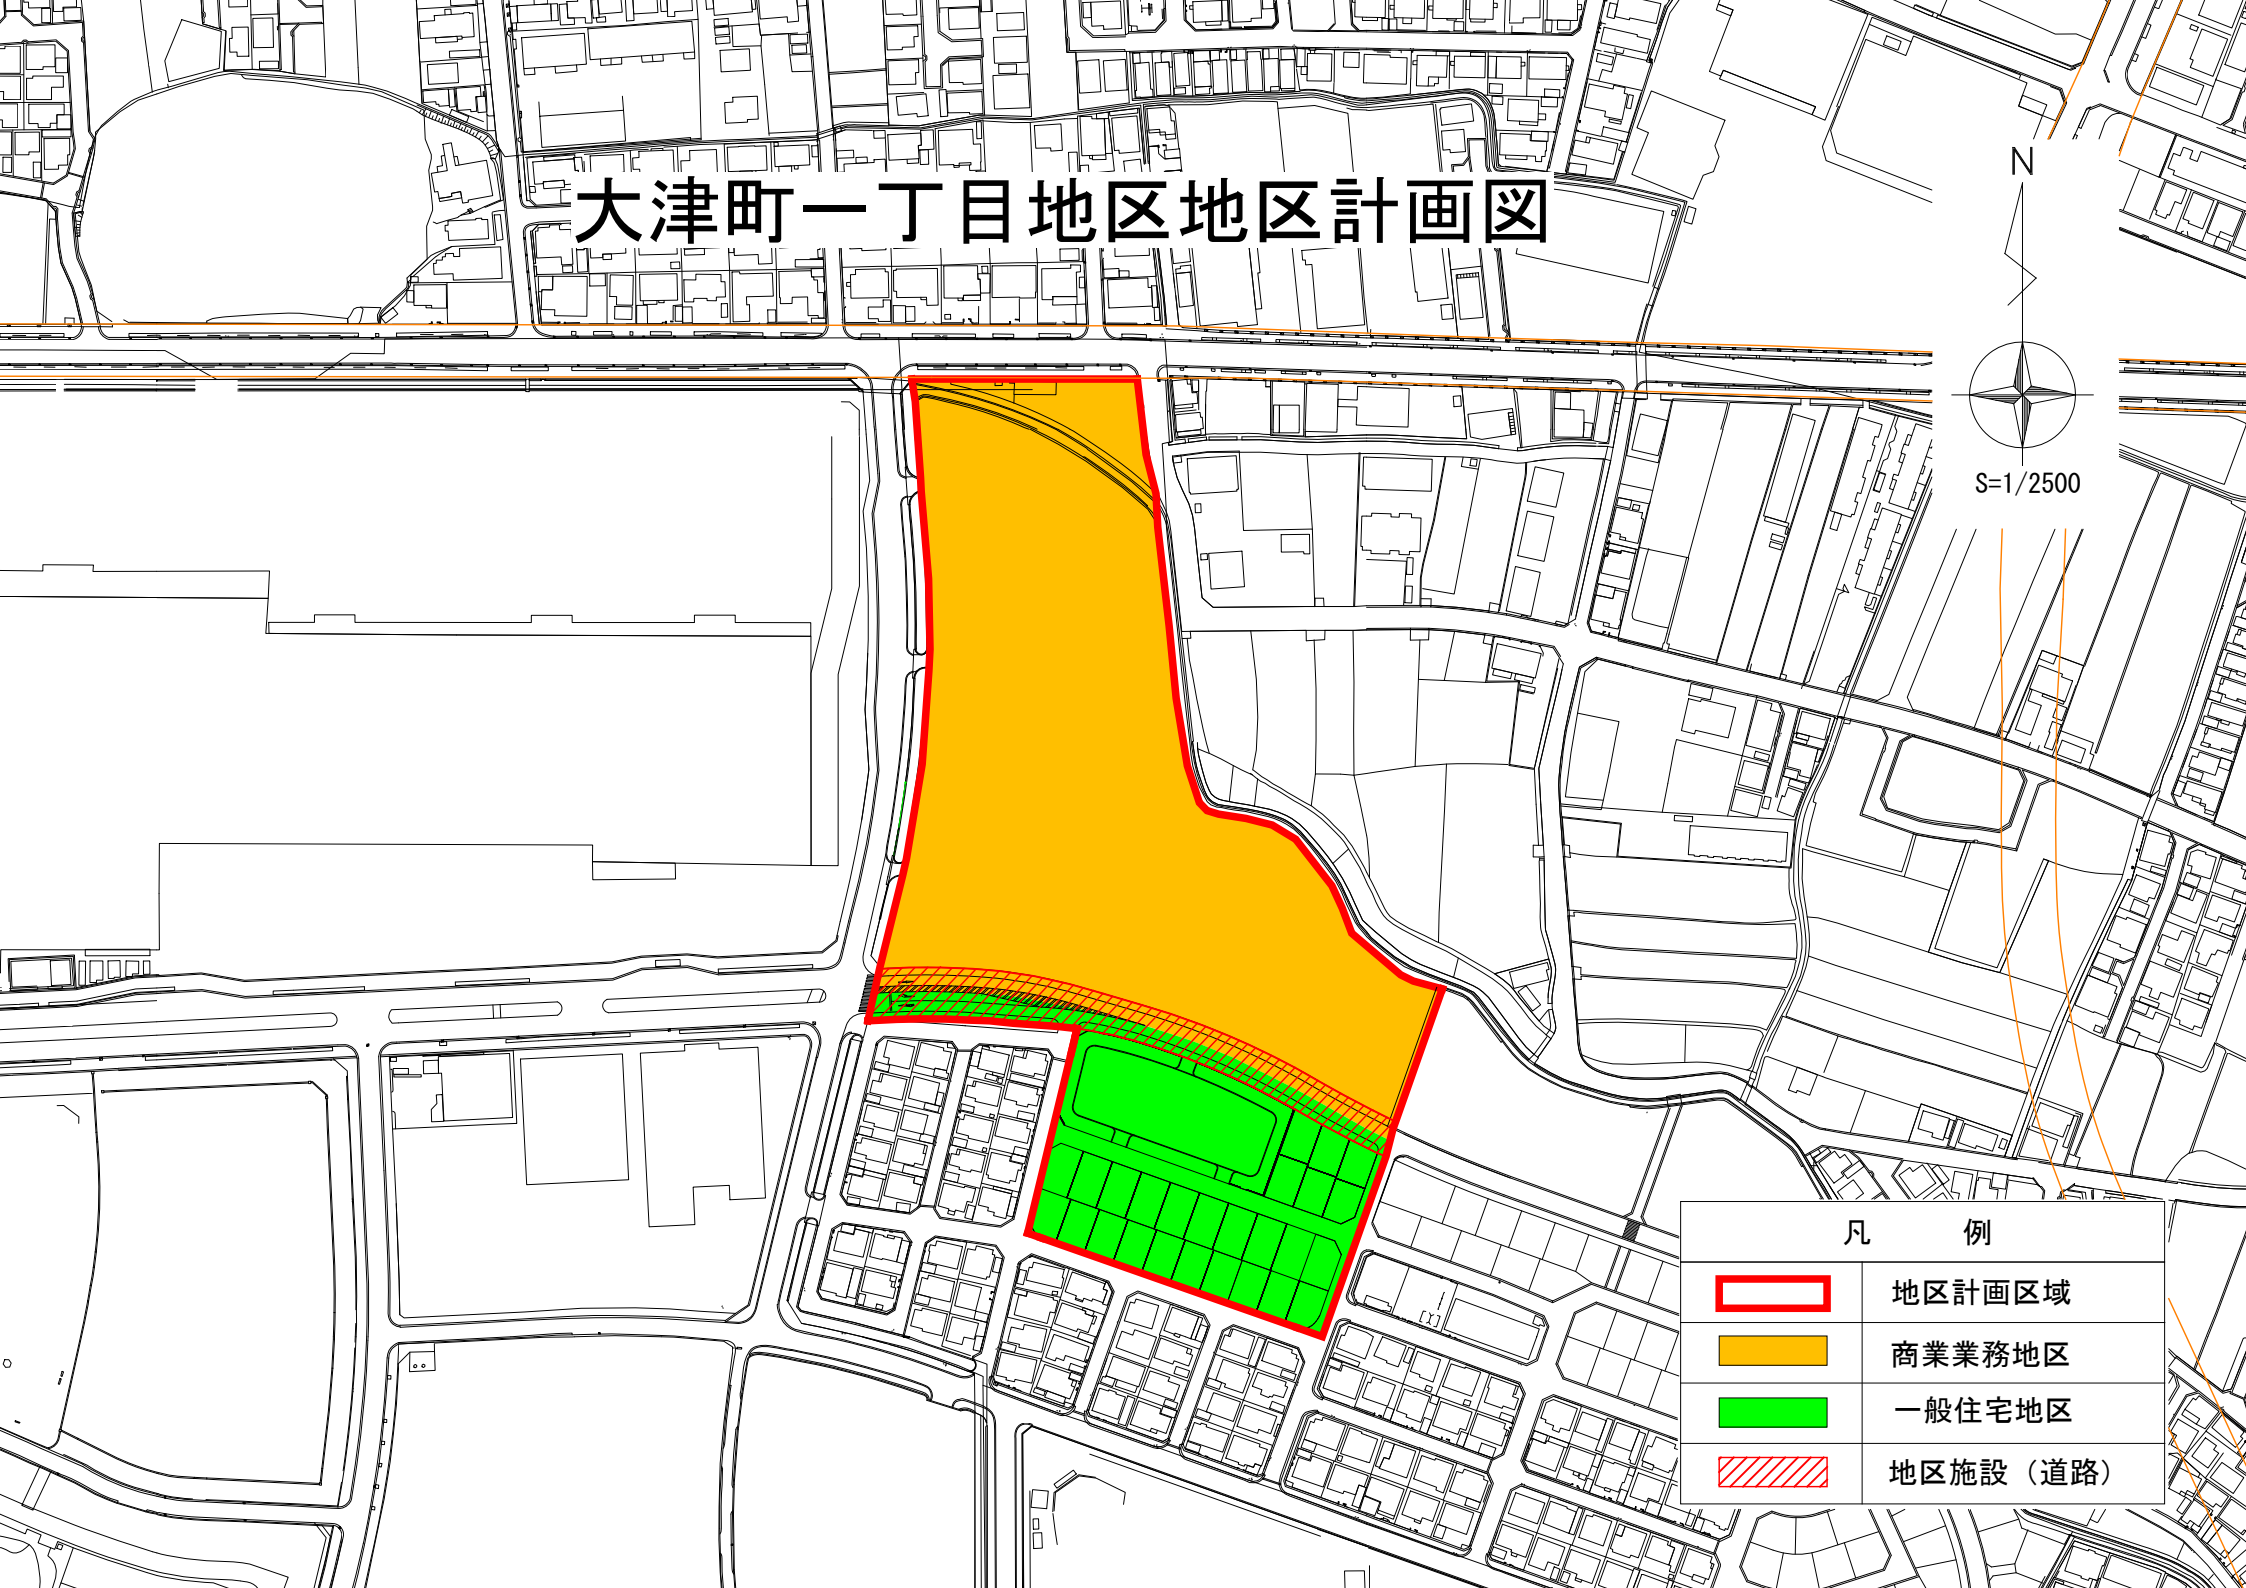 大津町一丁目地区地区計画図
N
S=1/2500
凡 例
地区計画区域
商業業務地区
一般住宅地区
地区施設（道路）